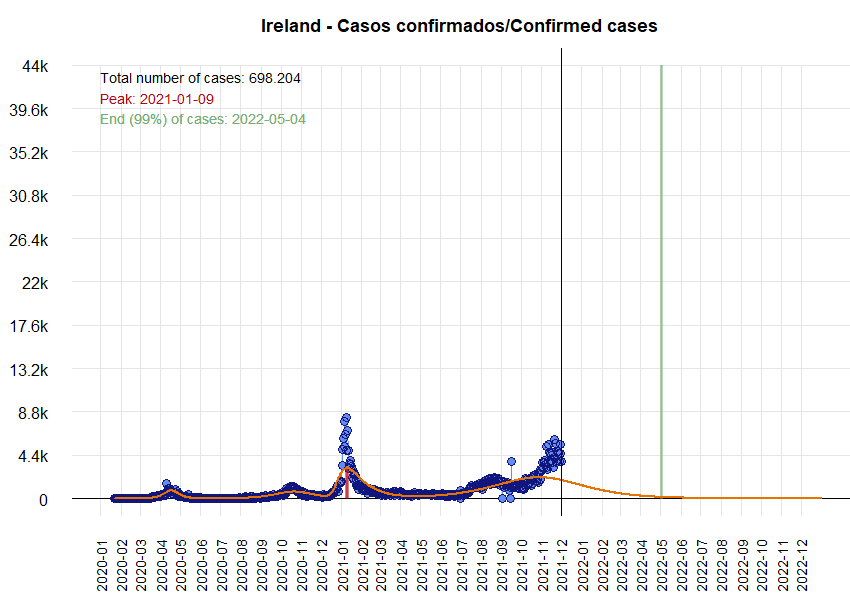 Ireland - Casos confirmados/Confirmed cases
44k
39.6k
35.2k
30.8k
26.4k
22k
17.6k
13.2k
8.8k
4.4k
0
Total number of cases: 698.204
Peak: 2021-01-09
End (99%) of cases: 2022-05-04
2020-01
2020-02
2020-03
2020-04
2020-05
2020-06
2020-07
2020-08
2020-09
2020-10
2020-11
2020-12
2021-01
2021-02
2021-03
2021-04
2021-05
2021-06
2021-07
2021-08
2021-09
2021-10
2021-11
2021-12
2022-01
2022-02
2022-03
2022-04
2022-05
2022-06
2022-07
2022-08
2022-09
2022-10
2022-11
2022-12